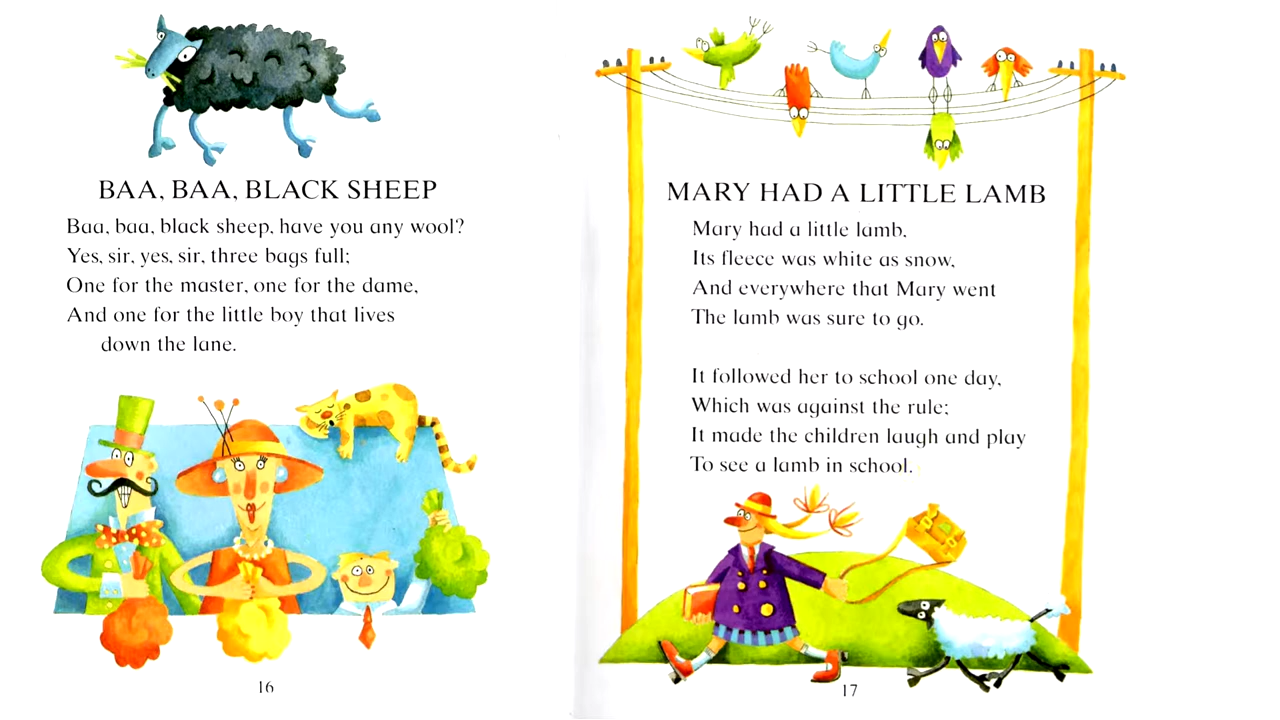 BAA, BAA, BLACK SHEEP
Baa, baa, black sheep, have you any wool?
Yes, sir, yes, sir, three bags full;
One for the master, one for the dame,
And one for the little boy that lives
down the lane.
16
MARY HAD A LITTLE LAMB
Mary had a little lamb,
Its fleece was white as snow,
And everywhere that Mary went
The lamb was sure to go.
It followed her to school one day,
Which was against the rule;
It made the children laugh and play
To see a lamb in school.
17